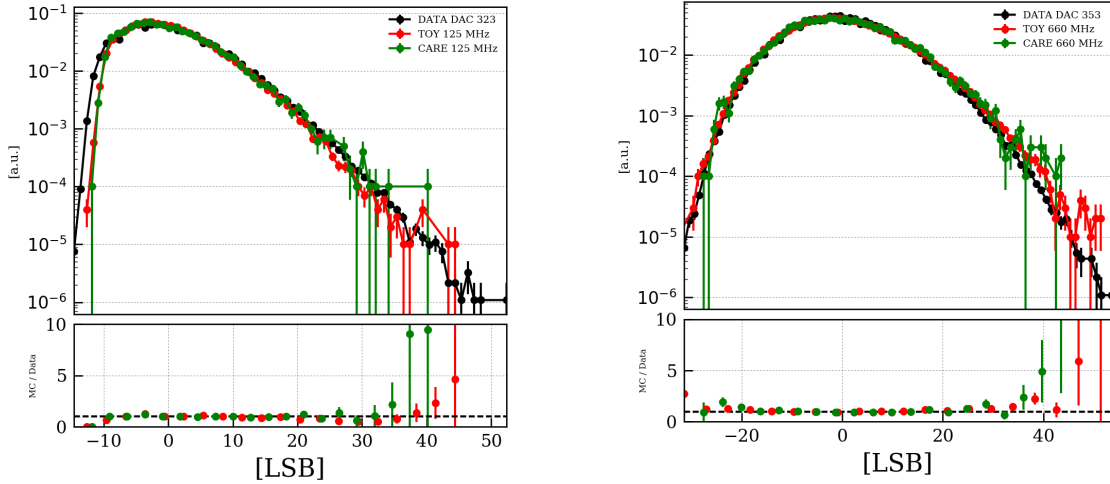 DATA DAC 323
TOY 125 MHz
CARE 125 MHz
[a.u.]
10⁻¹
10⁻²
10⁻³
10⁻⁴
10⁻⁵
10⁻⁶
MC / Data
10
5
0
−10 0 10 20 30 40 50
[LSB]
DATA DAC 353
TOY 660 MHz
CARE 660 MHz
[a.u.]
10⁻²
10⁻³
10⁻⁴
10⁻⁵
10⁻⁶
MC / Data
10
5
0
−20 0 20 40
[LSB]